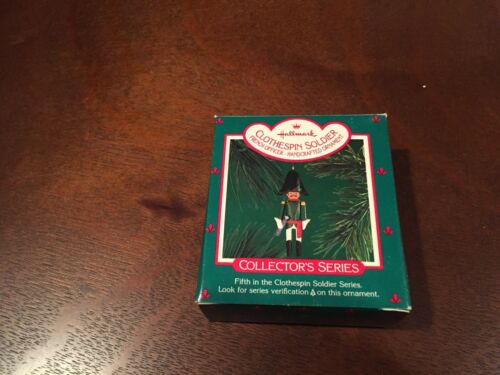 Hallmark
CLOTHESPIN SOLDIER
FRENCH OFFICER - HANDCRAFTED ORNAMENT
COLLECTOR'S SERIES
Fifth in the Clothespin Soldier Series.
Look for series verification on this ornament.